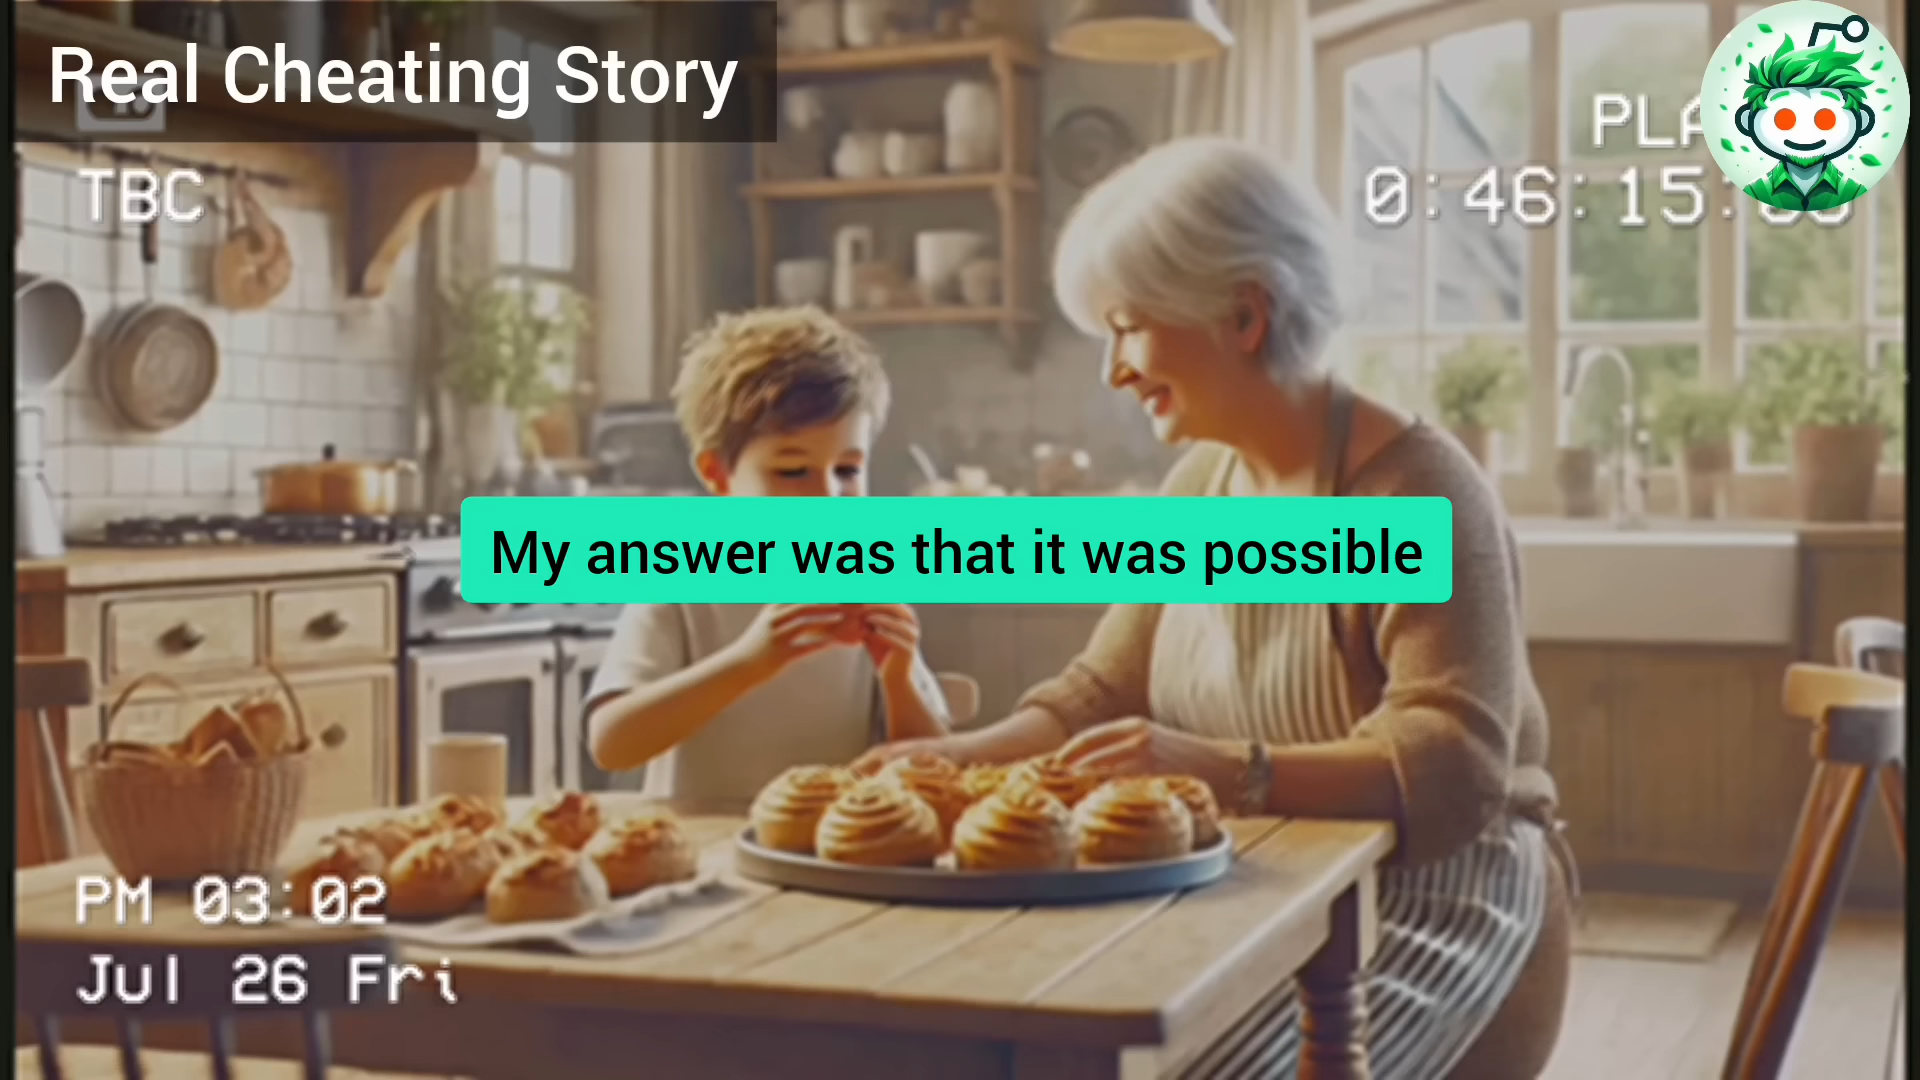 Real Cheating Story
TBC
0:46:15:
My answer was that it was possible
PM 03:02
Jul 26 Fri